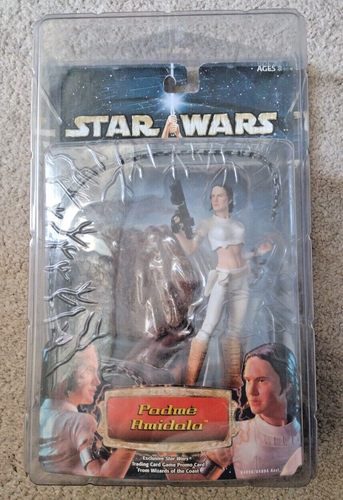 AGES 4
STAR WARS
Padmé
Amidala
Exclusive Star Wars
Trading Card Game Promo Card
From Wizards of the Coast